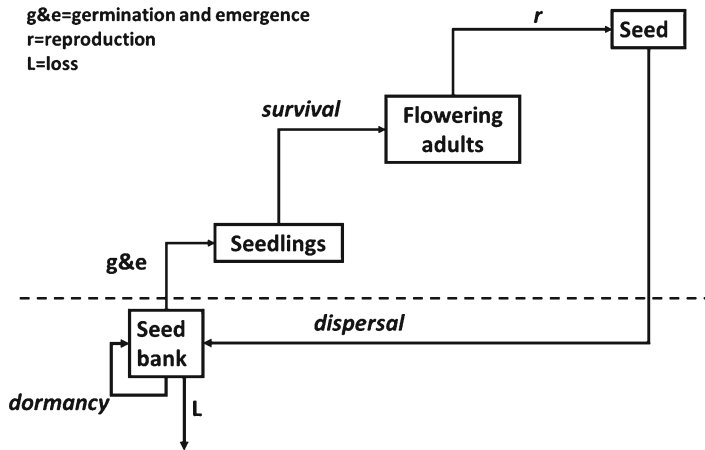 g&e=germination and emergence
r=reproduction
L=loss
r
Seed
survival
Flowering
adults
Seedlings
g&e
dispersal
Seed
bank
dormancy
L